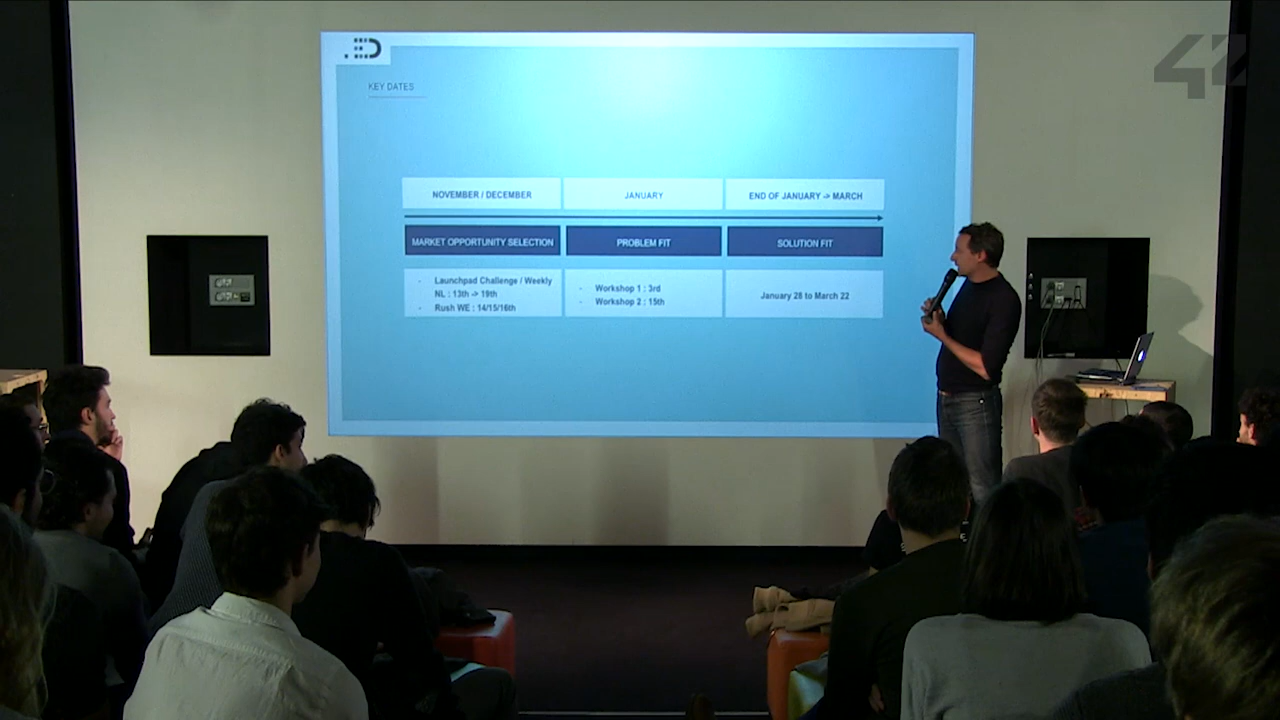 42
KEY DATES
NOVEMBER / DECEMBER
JANUARY
END OF JANUARY -> MARCH
MARKET OPPORTUNITY SELECTION
PROBLEM FIT
SOLUTION FIT
- Launchpad Challenge / Weekly
NL : 13th -> 19th
- Rush WE : 14/15/16th
- Workshop 1 : 3rd
- Workshop 2 : 15th
January 28 to March 22